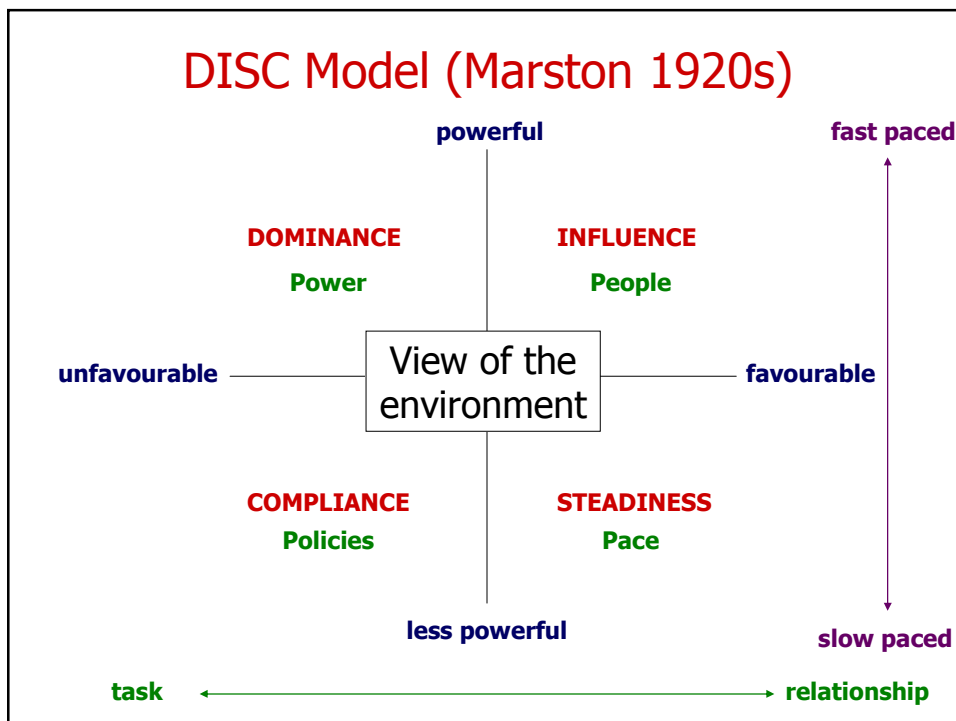 DISC Model (Marston 1920s)
powerful
fast paced
DOMINANCE
INFLUENCE
Power
People
unfavourable
View of the
environment
favourable
COMPLIANCE
STEADINESS
Policies
Pace
less powerful
slow paced
task
relationship